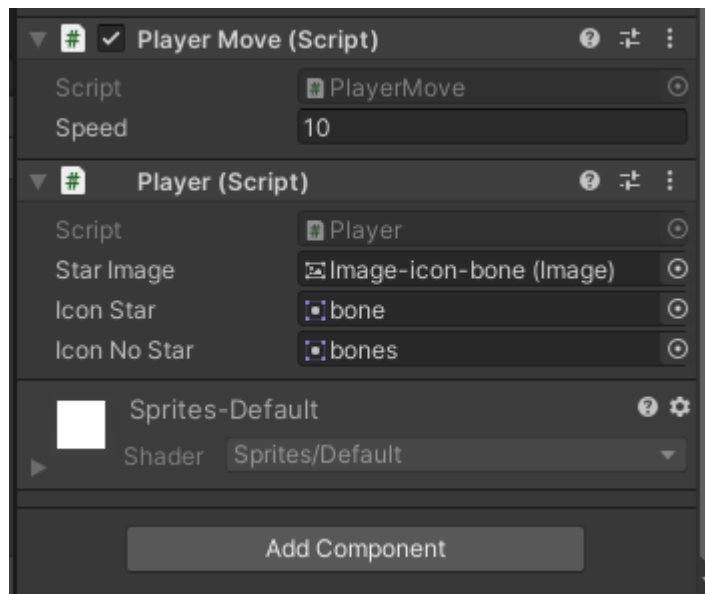 # Player Move (Script)
Script # PlayerMove
Speed 10
# Player (Script)
Script # Player
Star Image Image-icon-bone (Image)
Icon Star bone
Icon No Star bones
Sprites-Default
Shader Sprites/Default
Add Component